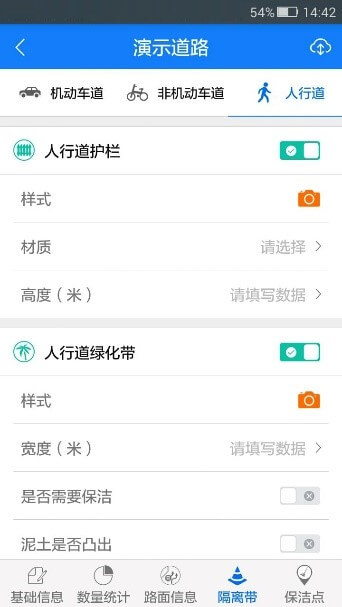 54% 14:42
演示道路
机动车道 非机动车道 人行道
人行道护栏
样式
材质 请选择
高度（米） 请填写数据
人行道绿化带
样式
宽度（米） 请填写数据
是否需要保洁
泥土是否凸出
基础信息 数量统计 路面信息 隔离带 保洁点